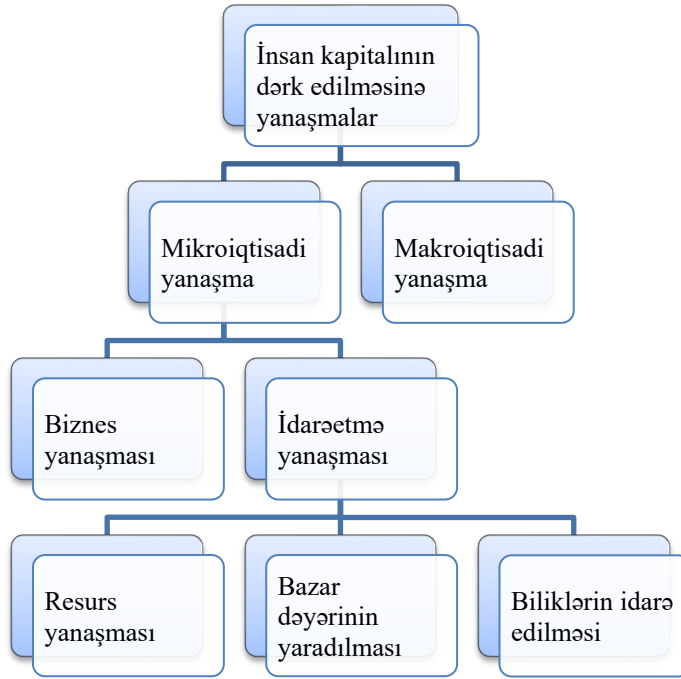 İnsan kapitalının
dərk edilməsinə
yanaşmalar
Mikroiqtisadi
yanaşma
Makroiqtisadi
yanaşma
Biznes
yanaşması
İdarəetmə
yanaşması
Resurs
yanaşması
Bazar
dəyərinin
yaradılması
Biliklərin idarə
edilməsi